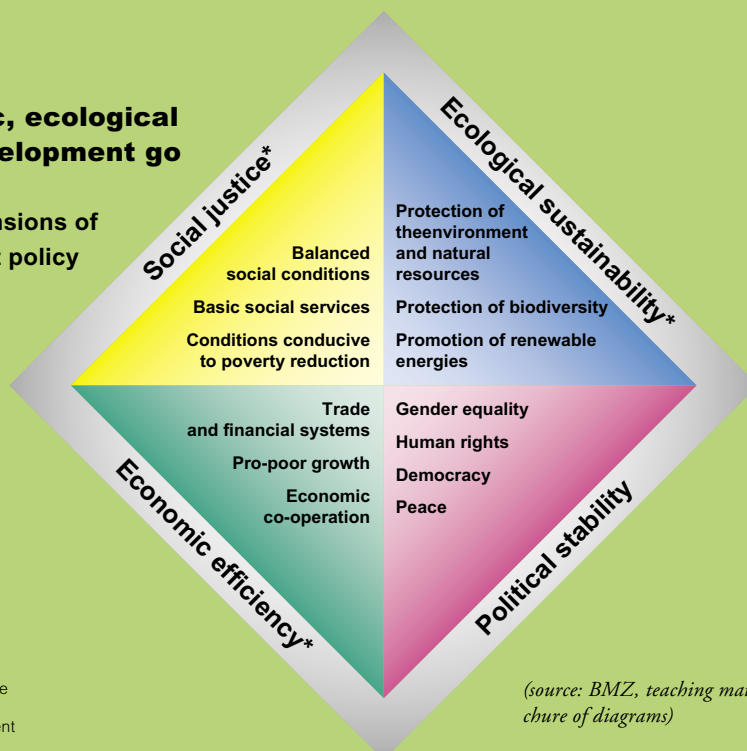 c, ecological
velopment go
nsions of
t policy
Social justice*
Ecological sustainability*
Balanced
social conditions
Basic social services
Conditions conducive
to poverty reduction
Protection of
theenvironment
and natural
resources
Protection of biodiversity
Promotion of renewable
energies
Trade
and financial systems
Pro-poor growth
Economic
co-operation
Gender equality
Human rights
Democracy
Peace
Economic efficiency*
Political stability
e
ent
(source: BMZ, teaching mat
chure of diagrams)